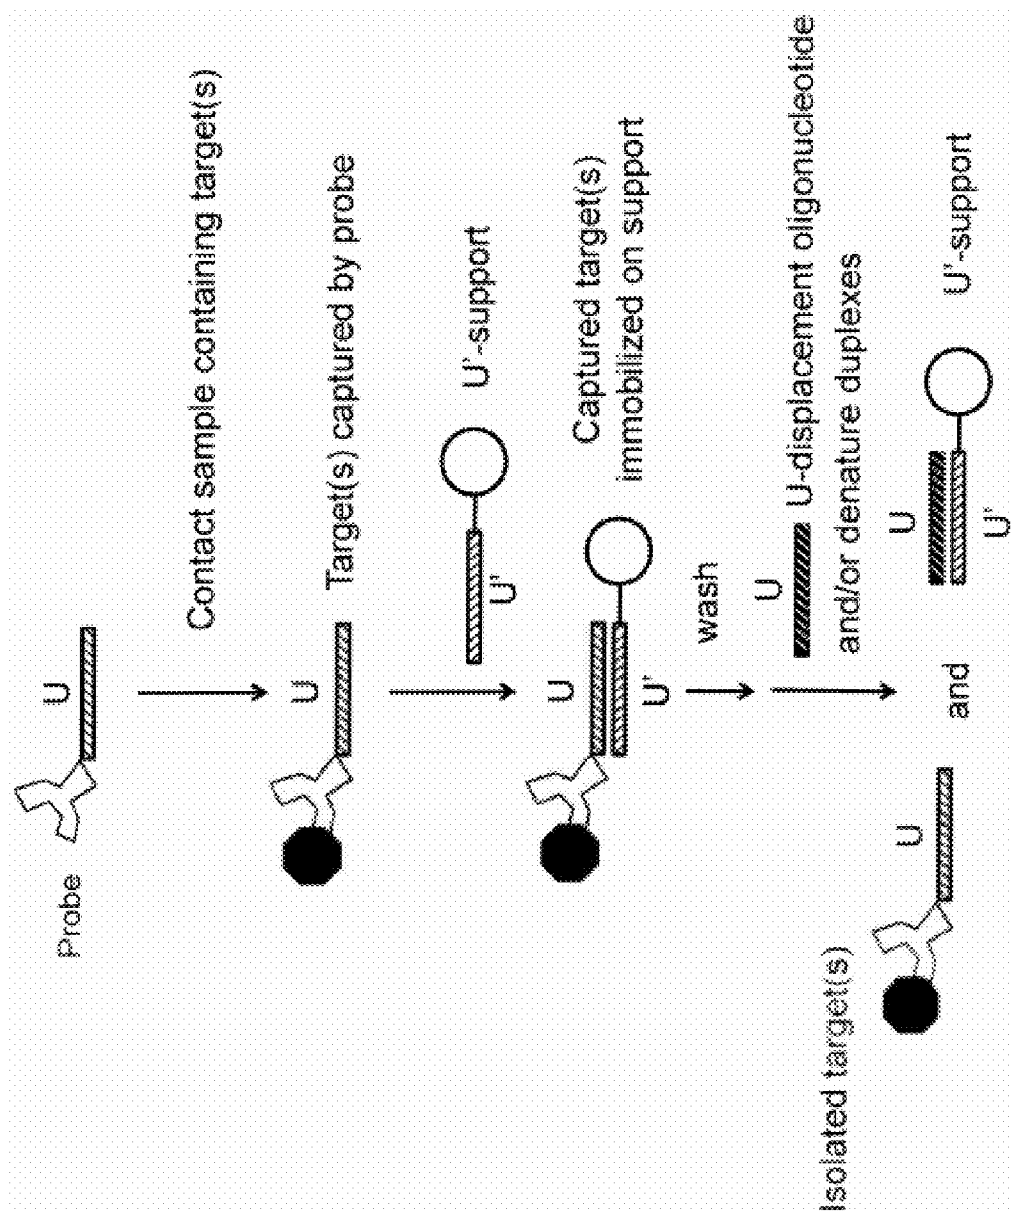 Probe
U
Contact sample containing target(s)
U
Target(s) captured by probe
U'
U'-support
U
U'
Captured target(s)
immobilized on support
wash
U
U-displacement oligonucleotide
and/or denature duplexes
Isolated target(s)
U
and
U
U'
U'-support